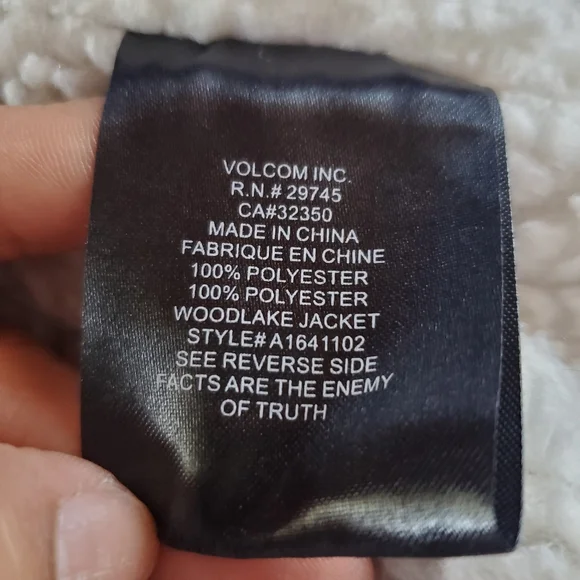 VOLCOM INC.
R.N.# 29745
CA#32350
MADE IN CHINA
FABRIQUE EN CHINE
100% POLYESTER
100% POLYESTER
WOODLAKE JACKET
STYLE# A1641102
SEE REVERSE SIDE
FACTS ARE THE ENEMY
OF TRUTH